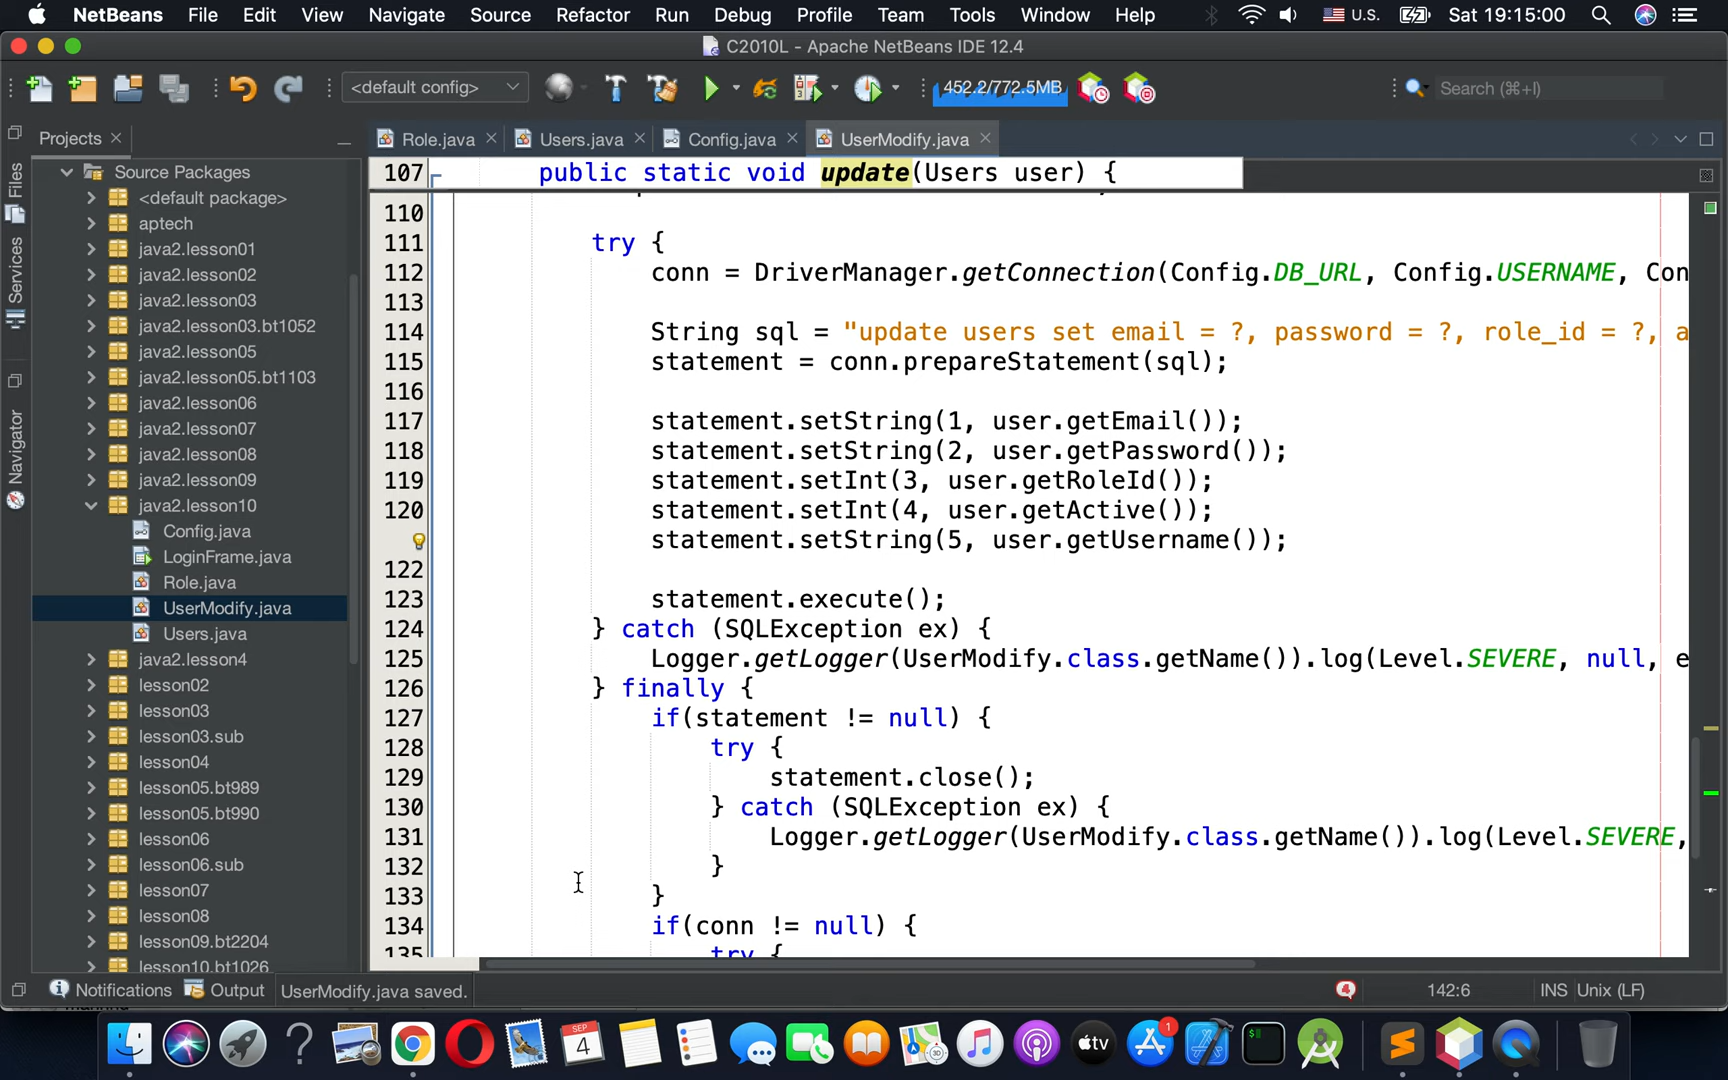 NetBeans File Edit View Navigate Source Refactor Run Debug Profile Team Tools Window Help U.S. Sat 19:15:00
C2010L - Apache NetBeans IDE 12.4
<default config> 452.2/772.5MB Search (⌘+I)
Projects
Role.java Users.java Config.java UserModify.java
Files
Services
Navigator
Source Packages
<default package>
aptech
java2.lesson01
java2.lesson02
java2.lesson03
java2.lesson03.bt1052
java2.lesson05
java2.lesson05.bt1103
java2.lesson06
java2.lesson07
java2.lesson08
java2.lesson09
java2.lesson10
Config.java
LoginFrame.java
Role.java
UserModify.java
Users.java
java2.lesson4
lesson02
lesson03
lesson03.sub
lesson04
lesson05.bt989
lesson05.bt990
lesson06
lesson06.sub
lesson07
lesson08
lesson09.bt2204
lesson10.bt1026
107 public static void update(Users user) {
110
111 try {
112 conn = DriverManager.getConnection(Config.DB_URL, Config.USERNAME, Con
113
114 String sql = "update users set email = ?, password = ?, role_id = ?, a
115 statement = conn.prepareStatement(sql);
116
117 statement.setString(1, user.getEmail());
118 statement.setString(2, user.getPassword());
119 statement.setInt(3, user.getRoleId());
120 statement.setInt(4, user.getActive());
statement.setString(5, user.getUsername());
122
123 statement.execute();
124 } catch (SQLException ex) {
125 Logger.getLogger(UserModify.class.getName()).log(Level.SEVERE, null, e
126 } finally {
127 if(statement != null) {
128 try {
129 statement.close();
130 } catch (SQLException ex) {
131 Logger.getLogger(UserModify.class.getName()).log(Level.SEVERE,
132 }
133 }
134 if(conn != null) {
135 try {
Notifications Output UserModify.java saved. 4 142:6 INS Unix (LF)
SEP
4
tv
1
$